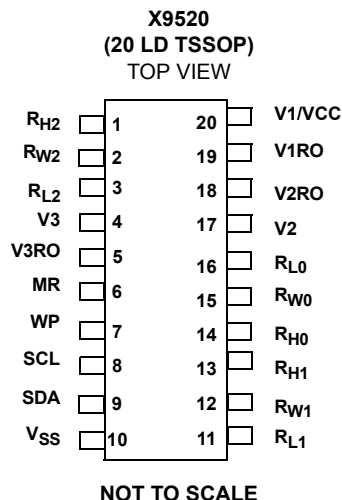 X9520
(20 LD TSSOP)
TOP VIEW
RH2 1 20 V1/VCC
RW2 2 19 V1RO
RL2 3 18 V2RO
V3 4 17 V2
V3RO 5 16 RL0
MR 6 15 RW0
WP 7 14 RH0
SCL 8 13 RH1
SDA 9 12 RW1
VSS 10 11 RL1
NOT TO SCALE